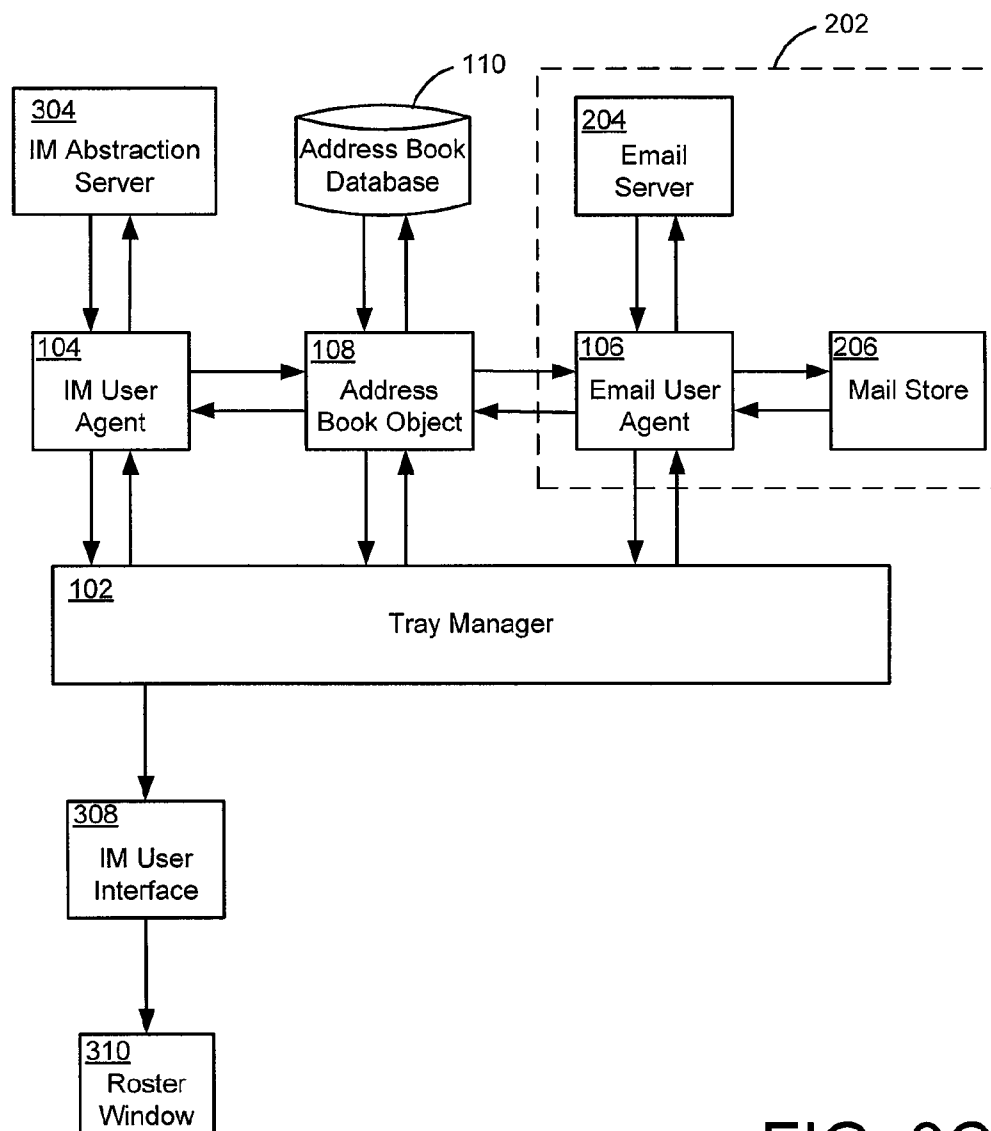 202
110
304
IM Abstraction
Server
Address Book
Database
204
Email
Server
104
IM User
Agent
108
Address
Book Object
106
Email User
Agent
206
Mail Store
102
Tray Manager
308
IM User
Interface
310
Roster
Window
FIG.